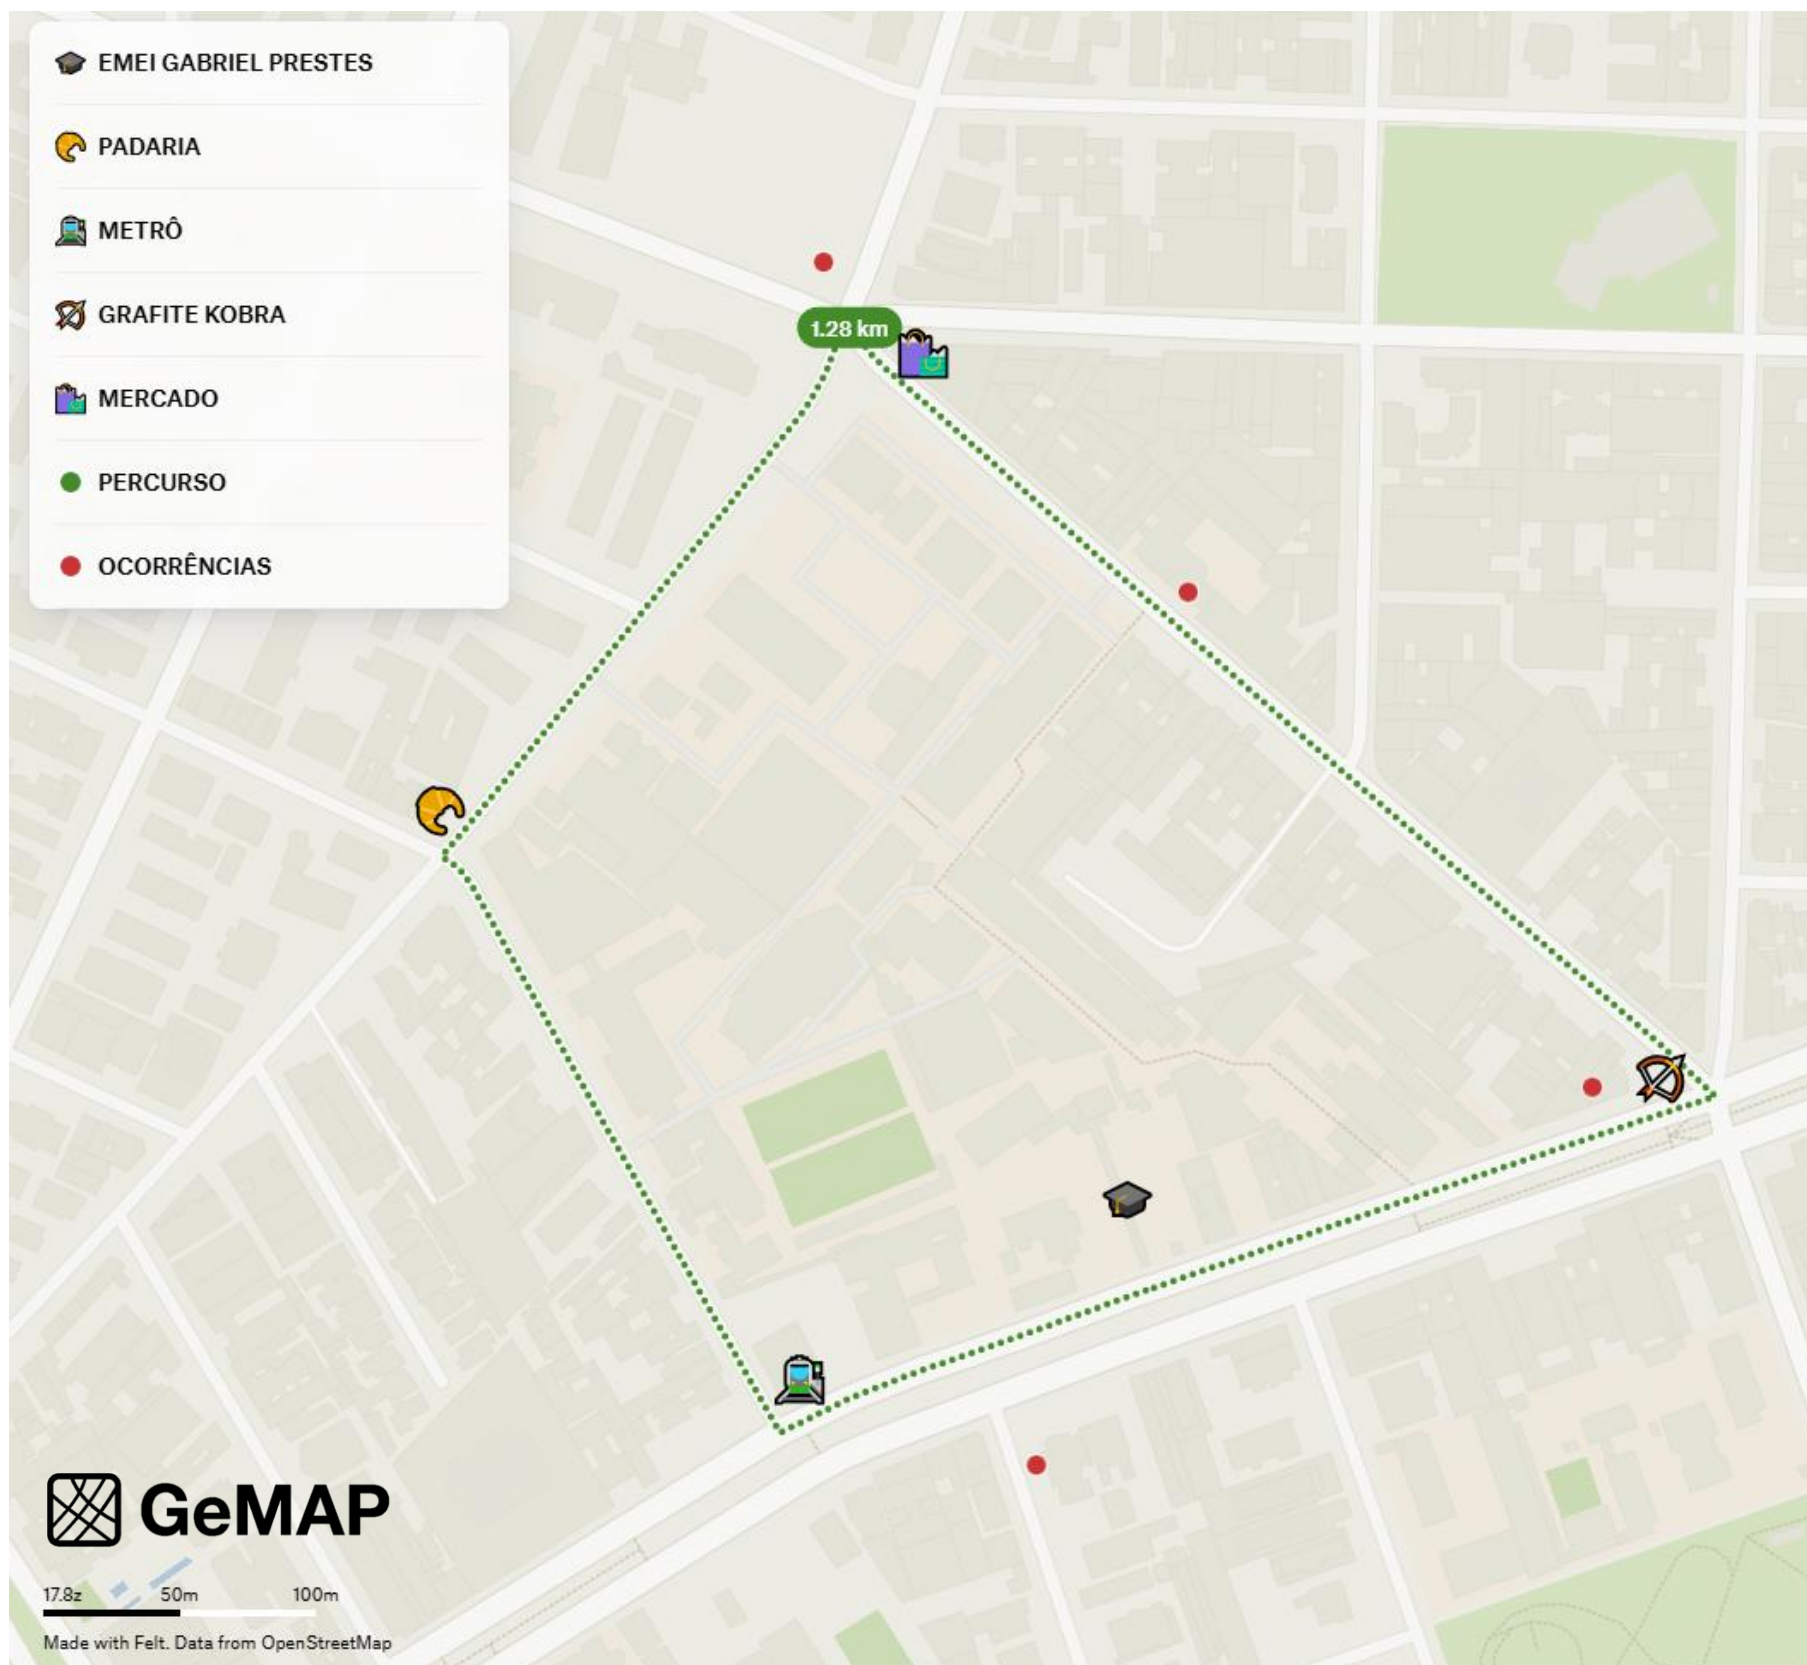 EMEI GABRIEL PRESTES
PADARIA
METRÔ
GRAFITE KOBRA
MERCADO
PERCURSO
OCORRÊNCIAS
1.28 km
GeMAP
17.8z 50m 100m
Made with Felt. Data from OpenStreetMap